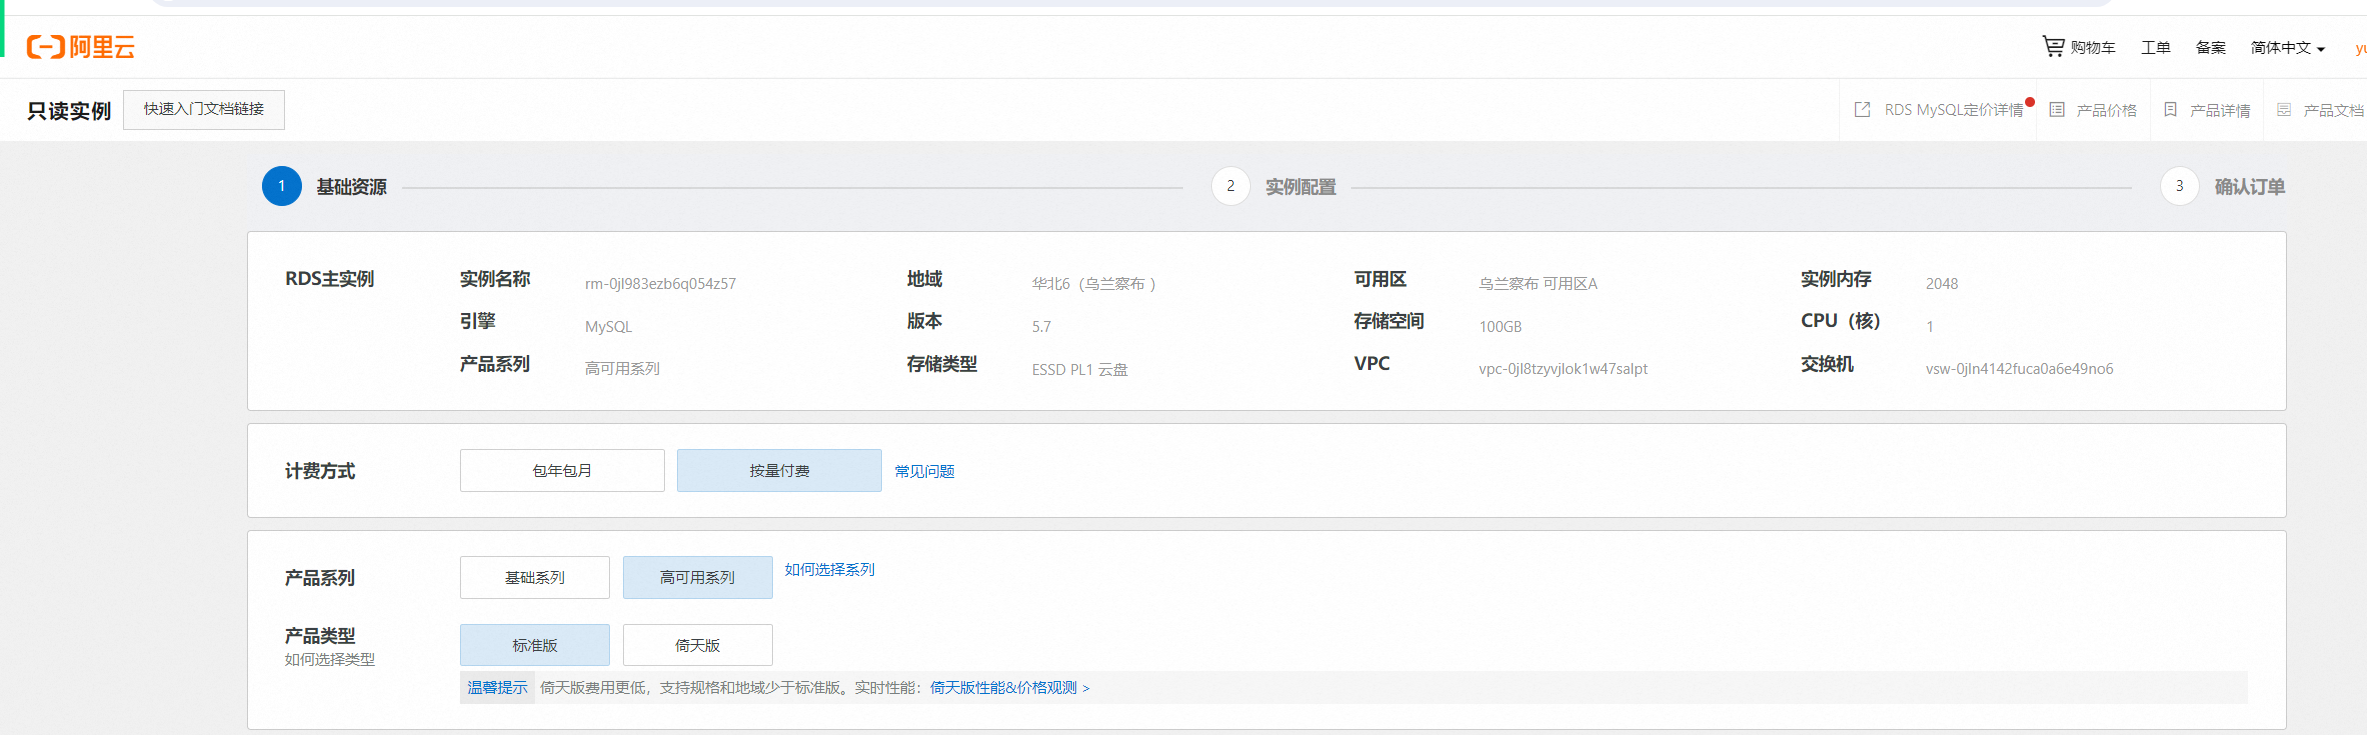 阿里云 购物车 工单 备案 简体中文
只读实例 快速入门文档链接 RDS MySQL定价详情 产品价格 产品详情 产品文档
1 基础资源 2 实例配置 3 确认订单
RDS主实例 实例名称 rm-0jl983ezb6q054z57 地域 华北6（乌兰察布 ） 可用区 乌兰察布 可用区A 实例内存 2048
引擎 MySQL 版本 5.7 存储空间 100GB CPU（核） 1
产品系列 高可用系列 存储类型 ESSD PL1 云盘 VPC vpc-0jl8tzyvjlok1w47salpt 交换机 vsw-0jln4142fuca0a6e49no6
计费方式 包年包月 按量付费 常见问题
产品系列 基础系列 高可用系列 如何选择系列
产品类型 标准版 倚天版
如何选择类型
温馨提示 倚天版费用更低，支持规格和地域少于标准版。实时性能：倚天版性能&价格观测 >